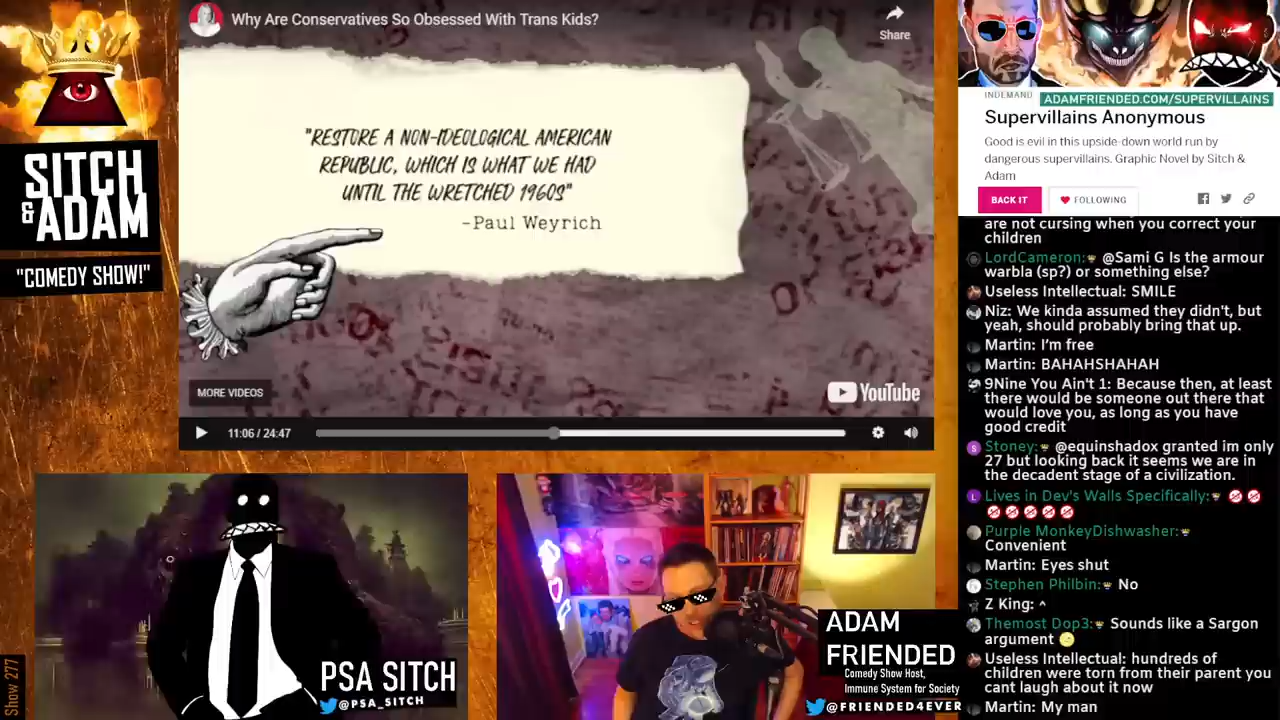 Why Are Conservatives So Obsessed With Trans Kids?
Share
"RESTORE A NON-IDEOLOGICAL AMERICAN
REPUBLIC, WHICH IS WHAT WE HAD
UNTIL THE WRETCHED 1960S"
-Paul Weyrich
MORE VIDEOS
YouTube
11:06 / 24:47
SITCH
& ADAM
"COMEDY SHOW!"
Show 277
PSA SITCH
@PSA_SITCH
ADAM
FRIENDED
Comedy Show Host,
Immune System for Society
@FRIENDED4EVER
INDEMAND
ADAMFRIENDED.COM/SUPERVILLAINS
Supervillains Anonymous
Good is evil in this upside-down world run by
dangerous supervillains. Graphic Novel by Sitch &
Adam
BACK IT
FOLLOWING
are not cursing when you correct your
children
LordCameron: @Sami G Is the armour
warbla (sp?) or something else?
Useless Intellectual: SMILE
Niz: We kinda assumed they didn't, but
yeah, should probably bring that up.
Martin: I'm free
Martin: BAHAHSHAHAH
9Nine You Ain't 1: Because then, at least
there would be someone out there that
would love you, as long as you have
good credit
Stoney: @equinshadox granted im only
27 but looking back it seems we are in
the decadent stage of a civilization.
Lives in Dev's Walls Specifically:
Purple MonkeyDishwasher:
Convenient
Martin: Eyes shut
Stephen Philbin: No
Z King: ^
Themost Dop3: Sounds like a Sargon
argument
Useless Intellectual: hundreds of
children were torn from their parent you
cant laugh about it now
Martin: My man